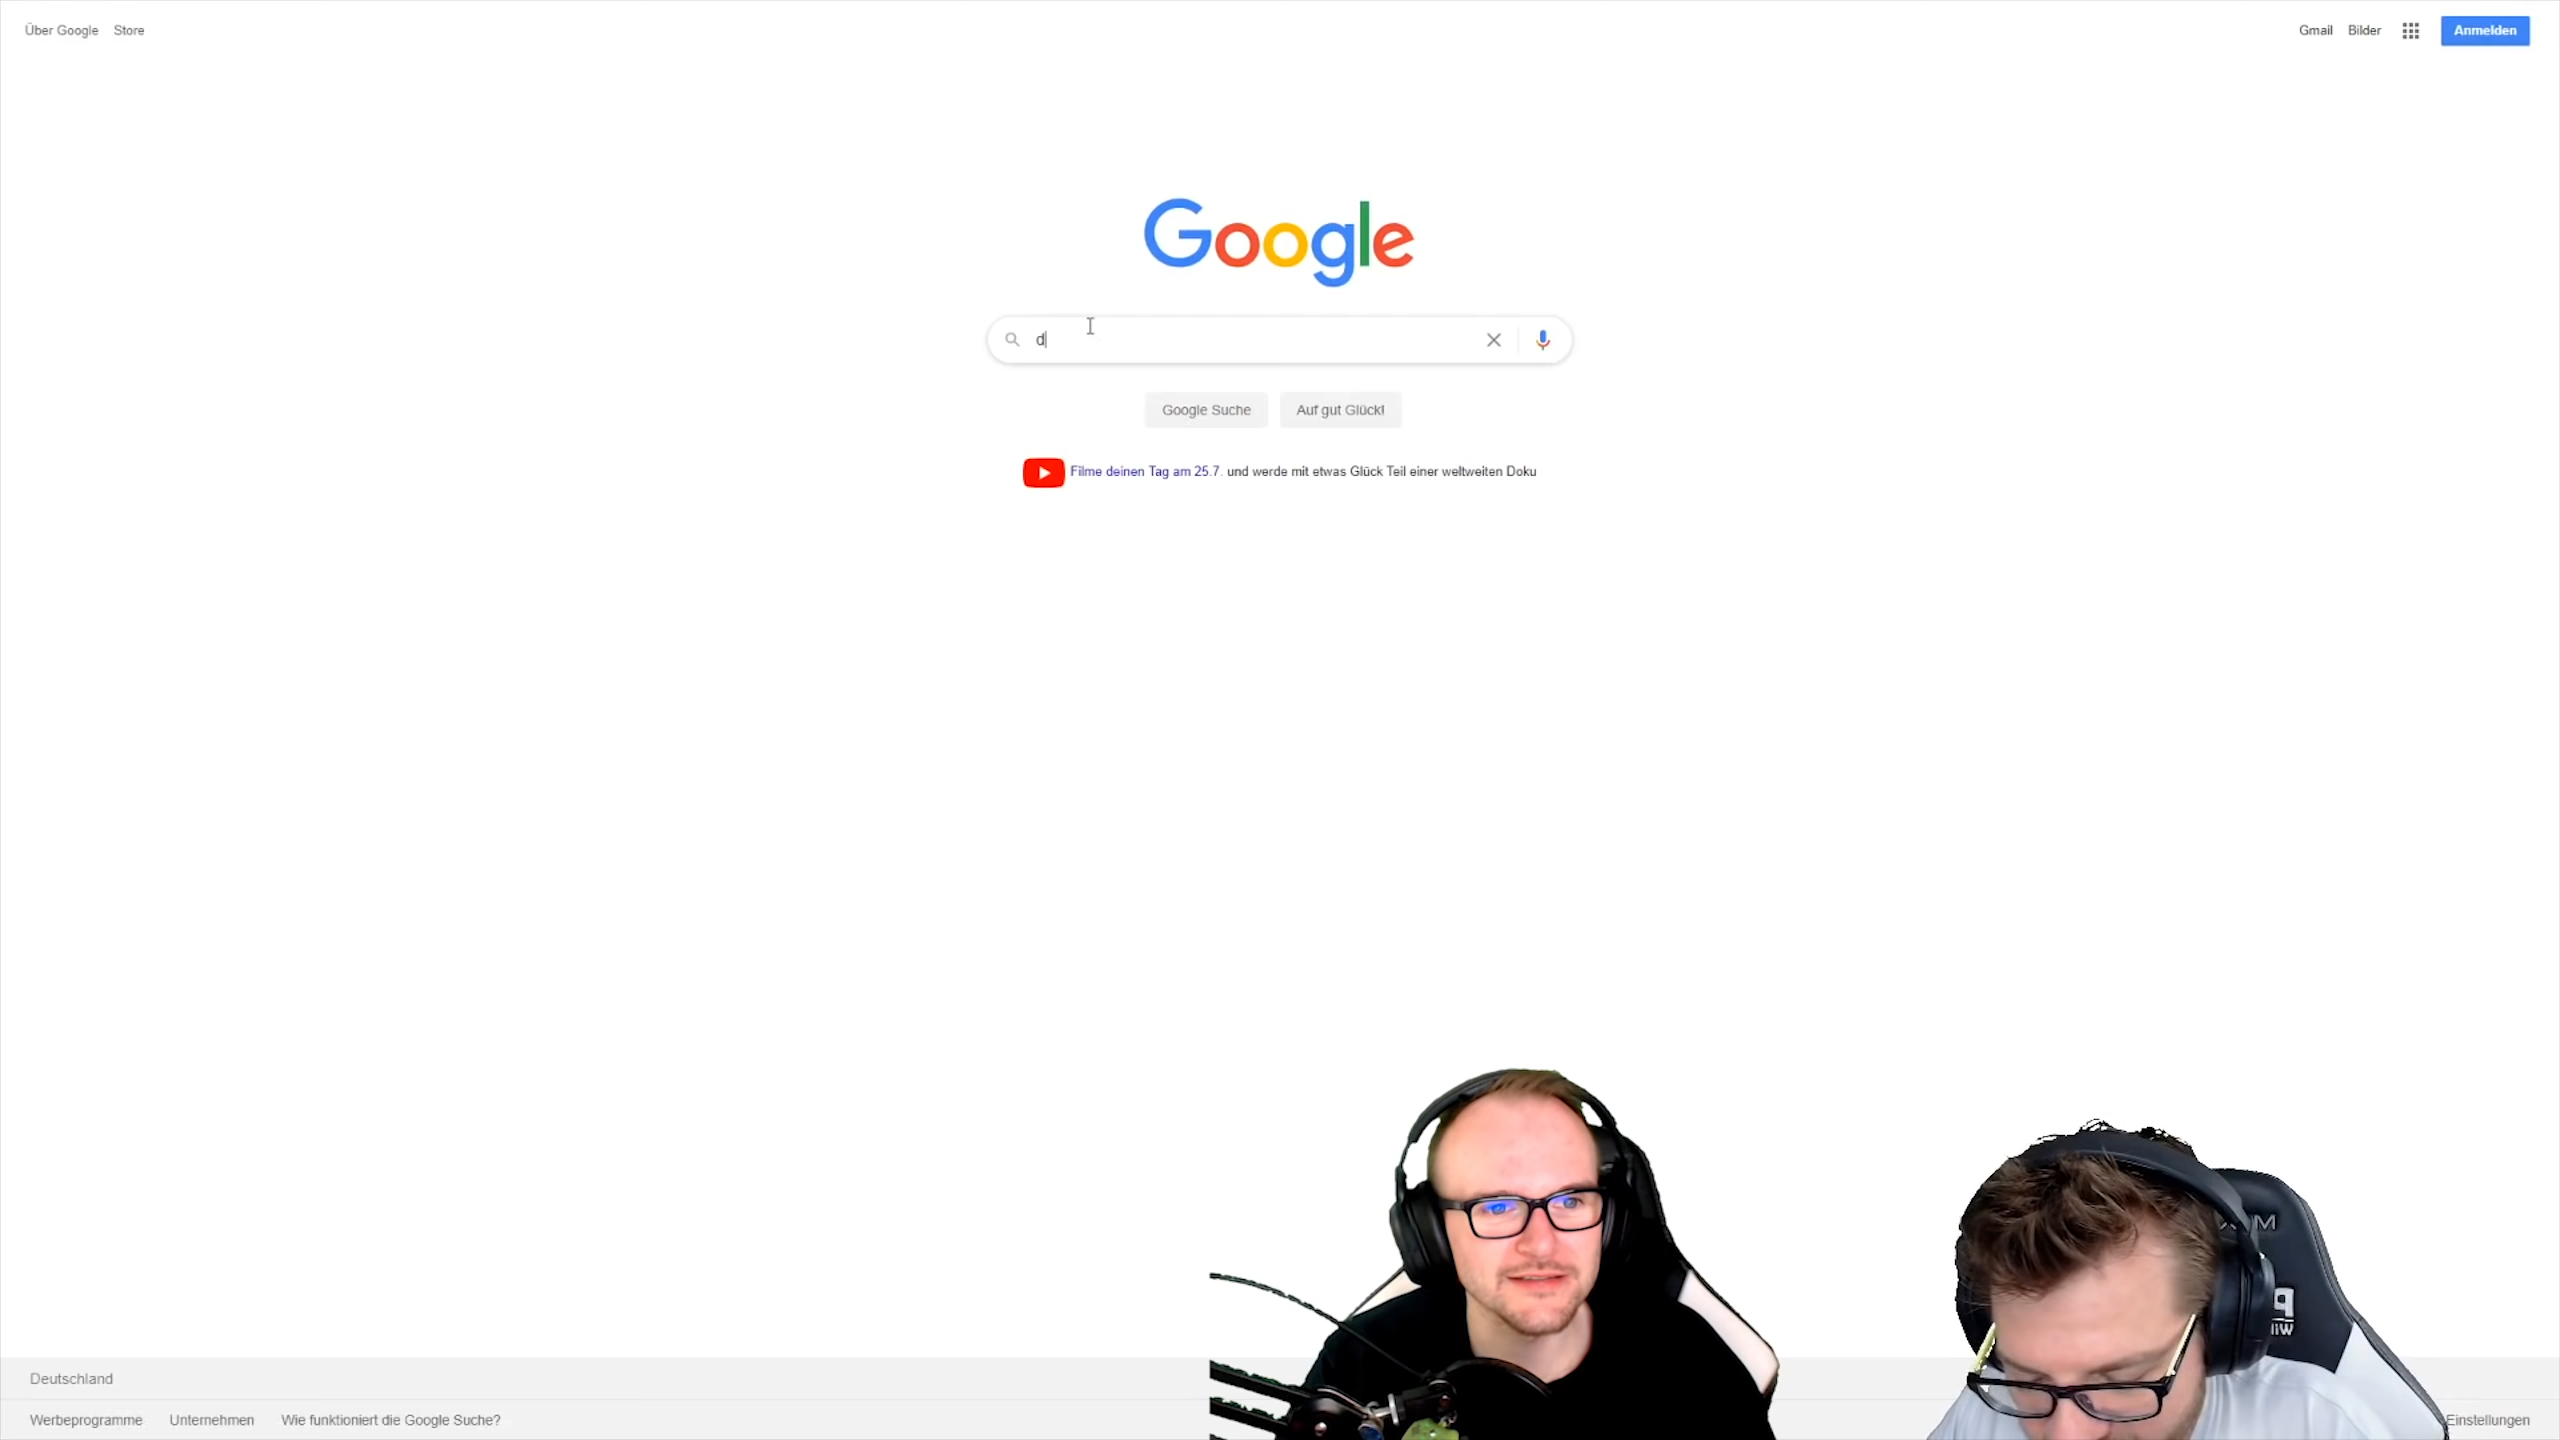 Über Google Store
Gmail Bilder Anmelden
Google
d
Google Suche Auf gut Glück!
Filme deinen Tag am 25.7. und werde mit etwas Glück Teil einer weltweiten Doku
Deutschland
Werbeprogramme Unternehmen Wie funktioniert die Google Suche? Einstellungen